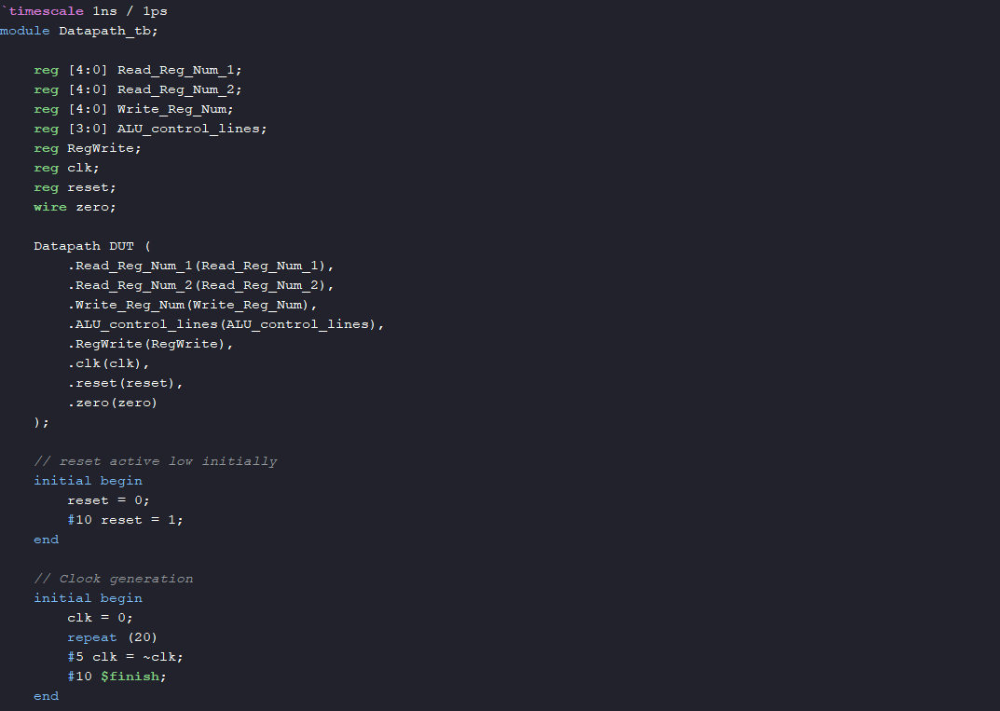 `timescale 1ns / 1ps
module Datapath_tb;
reg [4:0] Read_Reg_Num_1;
reg [4:0] Read_Reg_Num_2;
reg [4:0] Write_Reg_Num;
reg [3:0] ALU_control_lines;
reg RegWrite;
reg clk;
reg reset;
wire zero;
Datapath DUT (
.Read_Reg_Num_1(Read_Reg_Num_1),
.Read_Reg_Num_2(Read_Reg_Num_2),
.Write_Reg_Num(Write_Reg_Num),
.ALU_control_lines(ALU_control_lines),
.RegWrite(RegWrite),
.clk(clk),
.reset(reset),
.zero(zero)
);
// reset active low initially
initial begin
reset = 0;
#10 reset = 1;
end
// Clock generation
initial begin
clk = 0;
repeat (20)
#5 clk = ~clk;
#10 $finish;
end